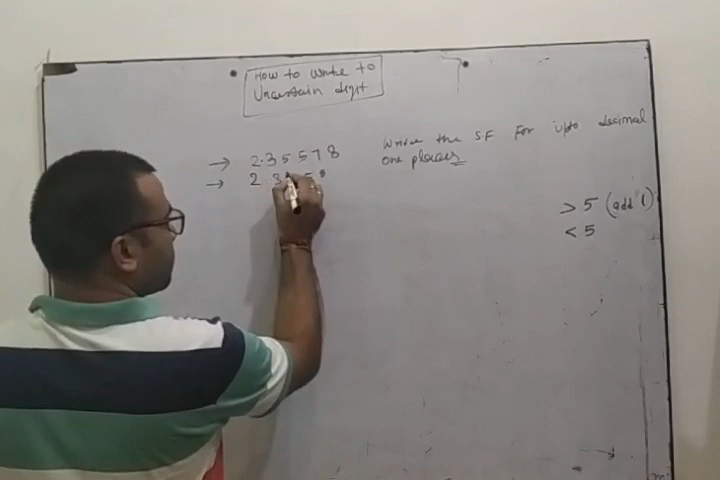 How to write to
Uncertain digit
→ 2.35578
Write the S.F For upto decimal
one places
→ 2.3
> 5 (add 1)
< 5